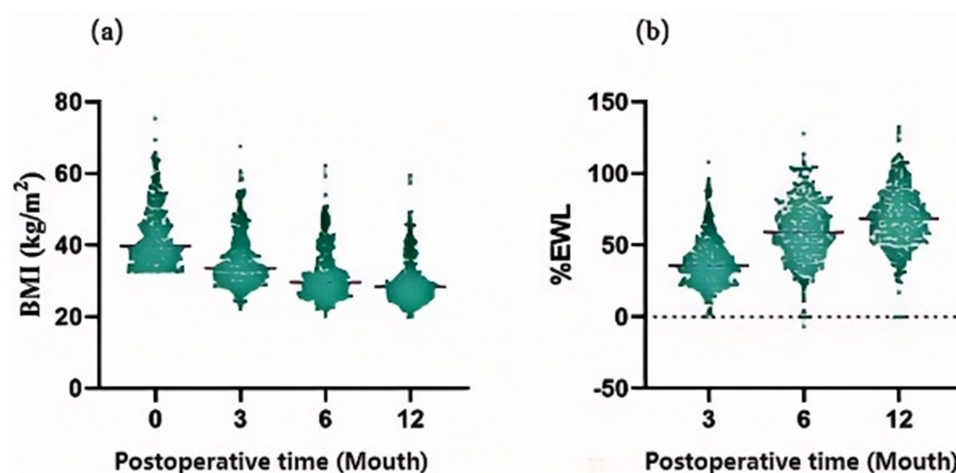 (a)
BMI (kg/m²)
80
60
40
20
0
0 3 6 12
Postoperative time (Mouth)
(b)
%EWL
150
100
50
0
-50
3 6 12
Postoperative time (Mouth)